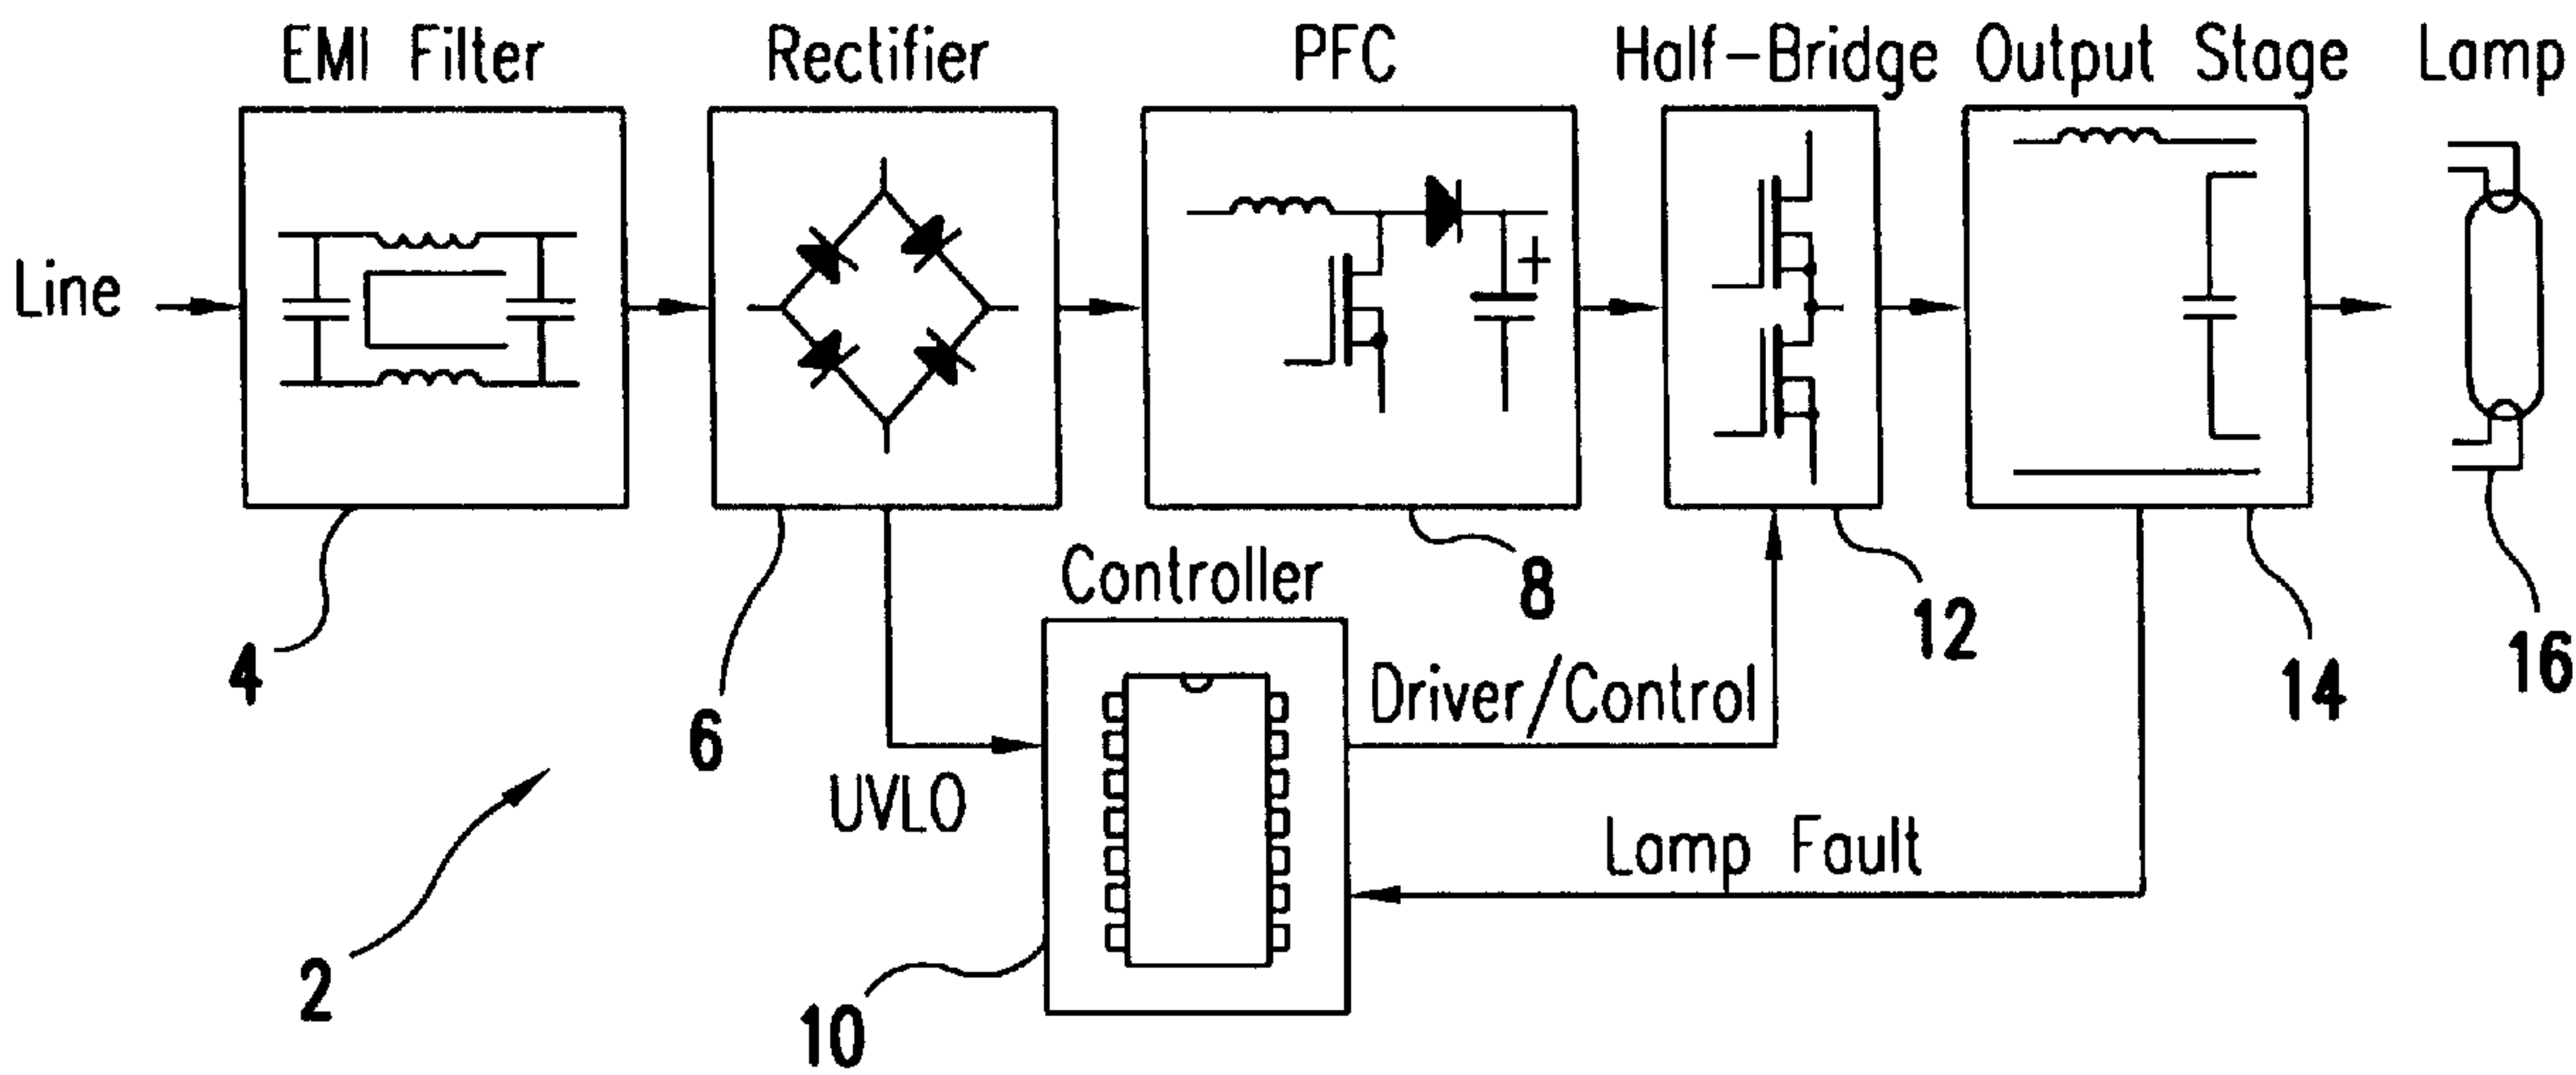 EMI Filter
Rectifier
PFC
Half-Bridge
Output Stage
Lamp
Line
+
Controller
4
6
8
12
14
16
Driver/Control
UVLO
Lamp Fault
2
10